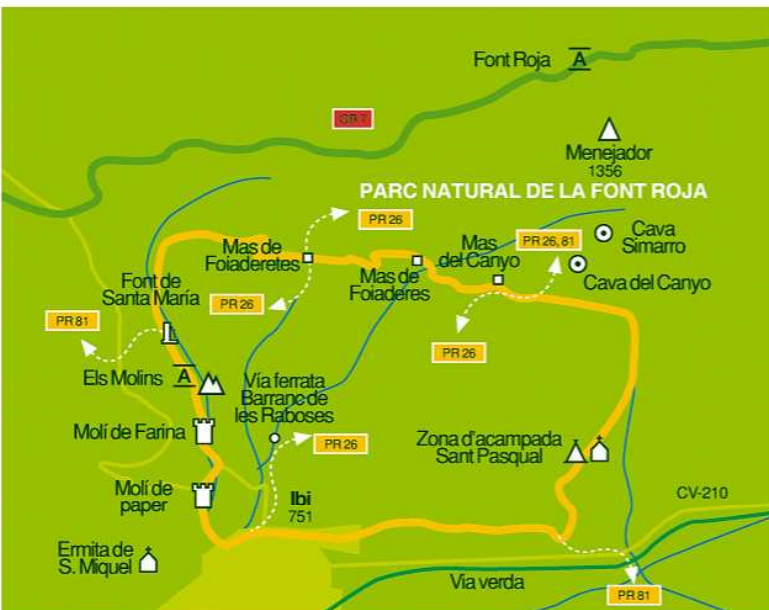 Font Roja A
GR 7
Menejador
1356
PARC NATURAL DE LA FONT ROJA
PR 26
PR 26, 81
Cava
Simarro
Mas de
Foiaderetes
Mas de
Foiaderes
Mas
del Canyo
Cava del Canyo
Font de
Santa María
PR 81
PR 26
PR 26
Els Molins A
Vía ferrata
Barranc de
les Raboses
Molí de Farina
PR 26
Zona d'acampada
Sant Pasqual
Molí de
paper
Ibi
751
CV-210
Ermita de
S. Miquel
Via verda
PR 81